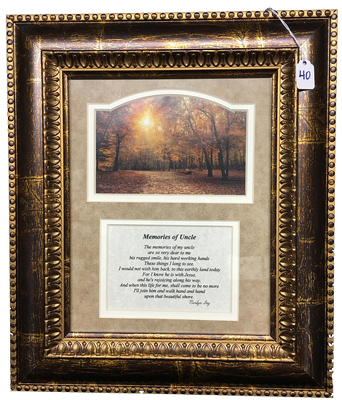 40
Memories of Uncle
The memories of my uncle
are so very dear to me
his rugged smile, his hard working hands
These things I long to see.
I would not wish him back, to this earthly land today
For I know he is with Jesus,
and he's rejoicing along his way.
And when this life for me, shall come to be no more
I'll join him and walk hand and hand
upon that beautiful shore.